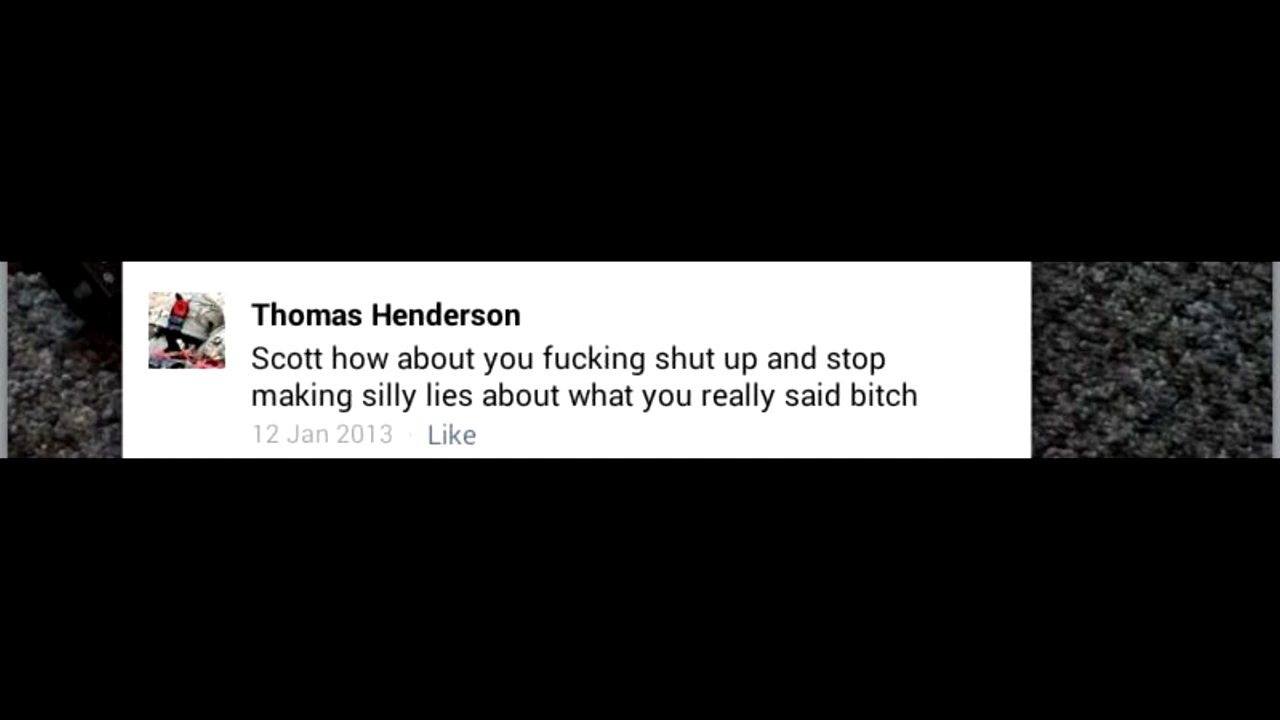 Thomas Henderson
Scott how about you fucking shut up and stop
making silly lies about what you really said bitch
12 Jan 2013 · Like